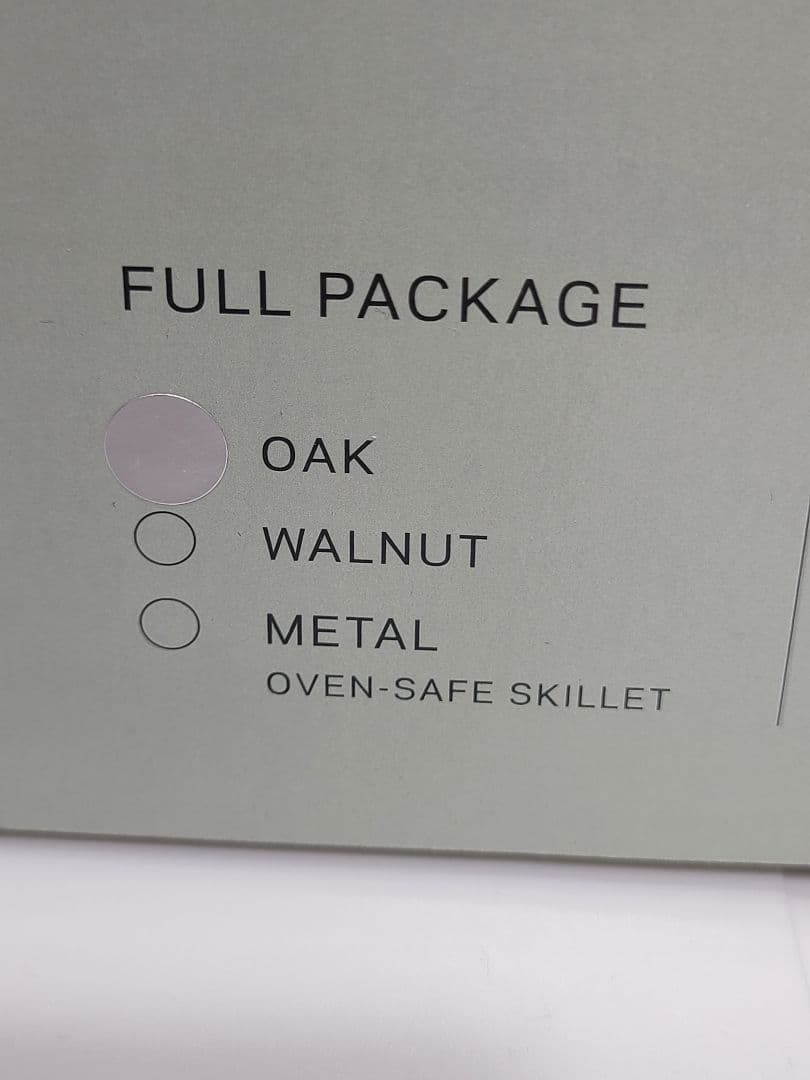 FULL PACKAGE
OAK
WALNUT
METAL
OVEN-SAFE SKILLET